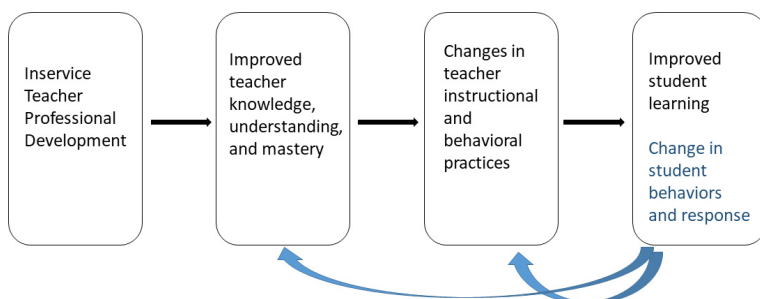 Inservice
Teacher
Professional
Development
Improved
teacher
knowledge,
understanding,
and mastery
Changes in
teacher
instructional
and
behavioral
practices
Improved
student
learning
Change in
student
behaviors
and response